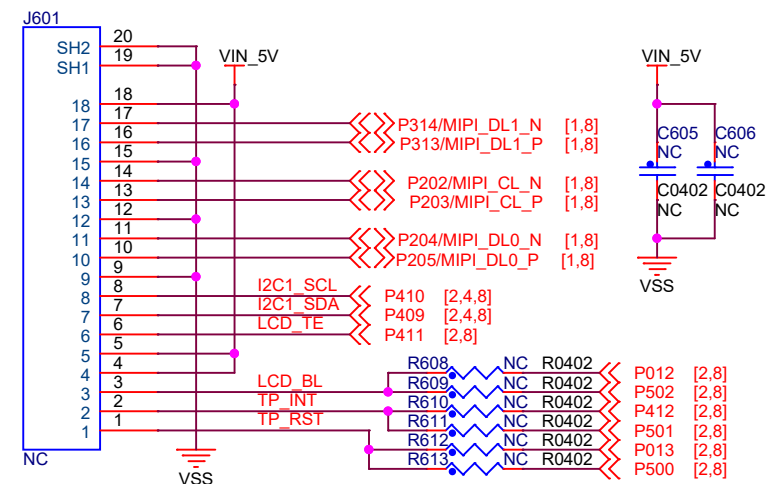 J601
SH2 20
SH1 19
VIN_5V
VIN_5V
18 18
17 17 P314/MIPI_DL1_N [1,8]
16 16 P313/MIPI_DL1_P [1,8]
15 15
14 14 P202/MIPI_CL_N [1,8]
13 13 P203/MIPI_CL_P [1,8]
12 12
11 11 P204/MIPI_DL0_N [1,8]
10 10 P205/MIPI_DL0_P [1,8]
9 9
8 8 I2C1_SCL P410 [2,4,8]
7 7 I2C1_SDA P409 [2,4,8]
6 6 LCD_TE P411 [2,8]
5 5
4 4
3 3 LCD_BL
2 2 TP_INT
1 1 TP_RST
NC
VSS
R608 NC R0402 P012 [2,8]
R609 NC R0402 P502 [2,8]
R610 NC R0402 P412 [2,8]
R611 NC R0402 P501 [2,8]
R612 NC R0402 P013 [2,8]
R613 NC R0402 P500 [2,8]
C605 C606
NC NC
C0402 C0402
NC NC
VSS